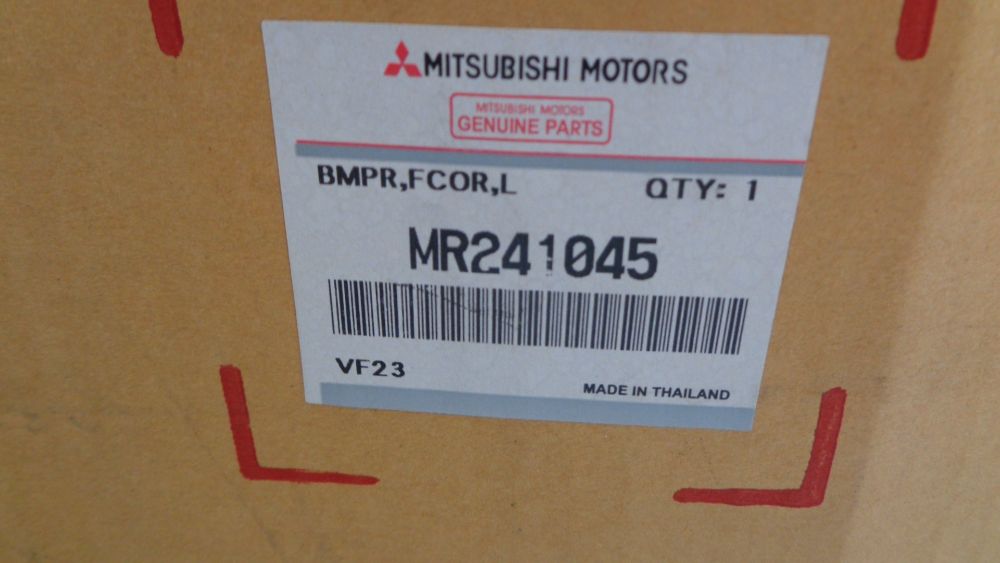 MITSUBISHI MOTORS
MITSUBISHI MOTORS
GENUINE PARTS
BMPR,FCOR,L QTY: 1
MR241045
VF23
MADE IN THAILAND